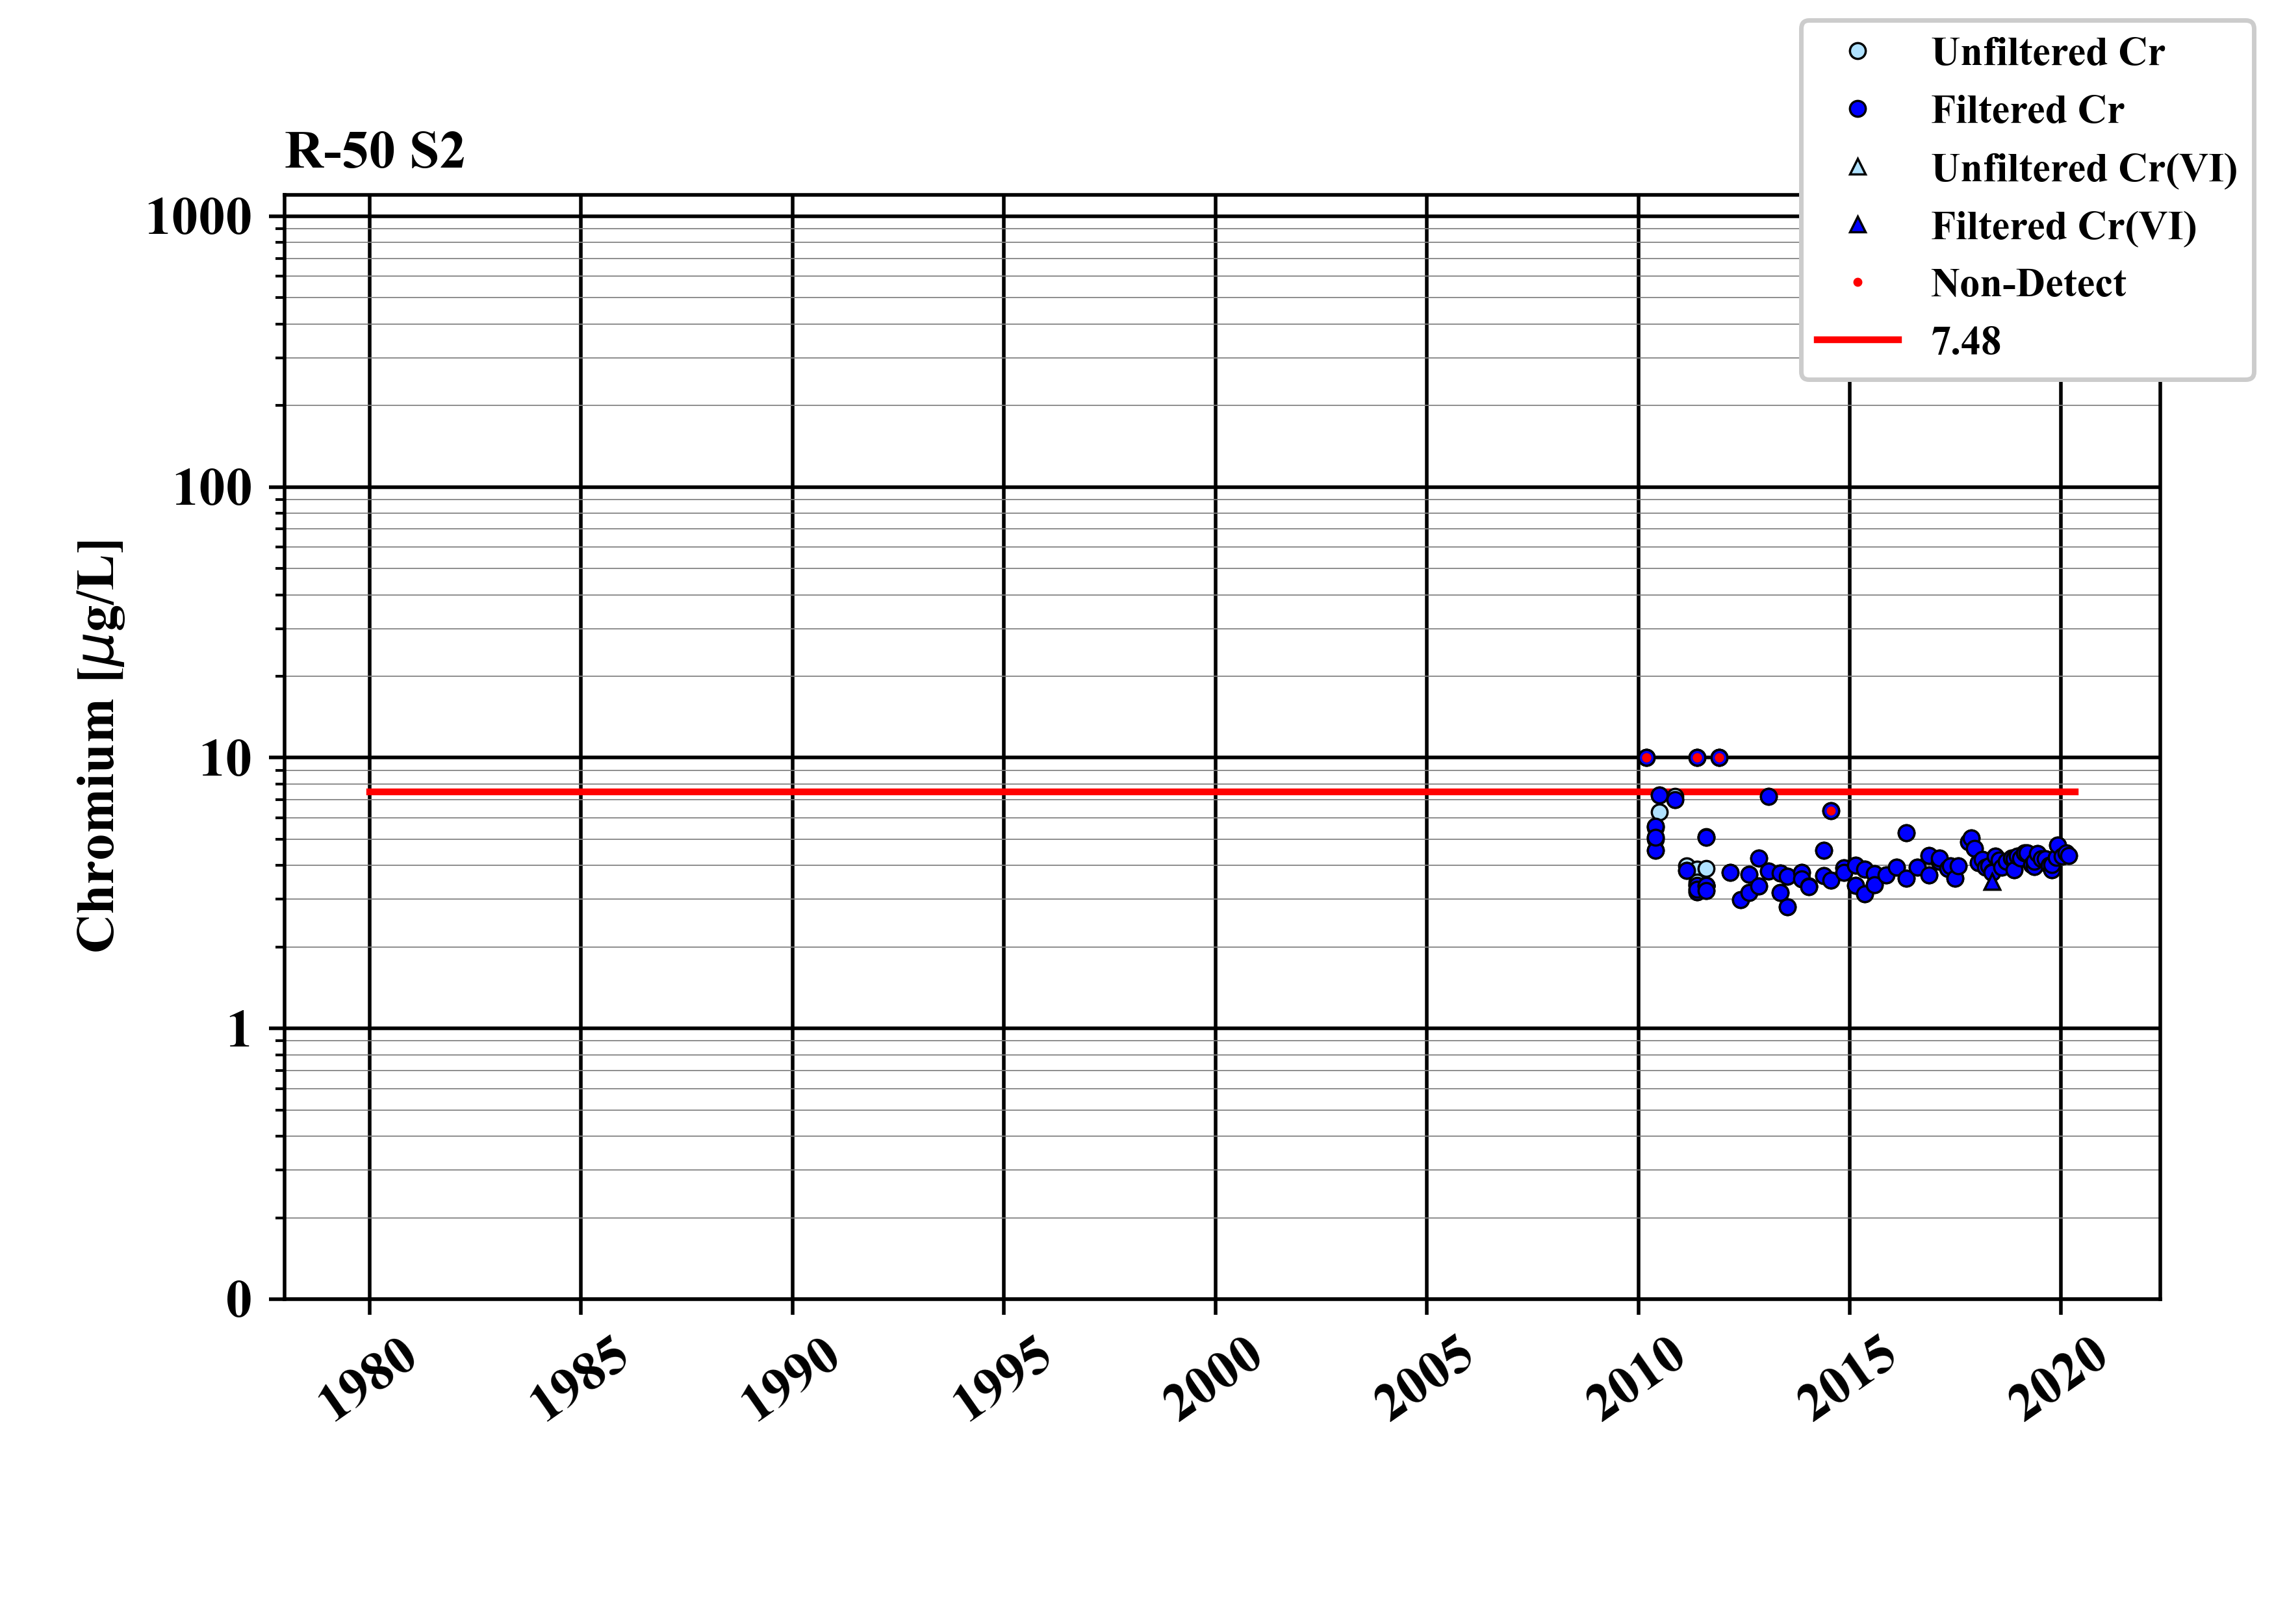 Unfiltered Cr
Filtered Cr
Unfiltered Cr(VI)
Filtered Cr(VI)
Non-Detect
7.48
R-50 S2
1000
100
10
1
0
Chromium [μg/L]
1980
1985
1990
1995
2000
2005
2010
2015
2020